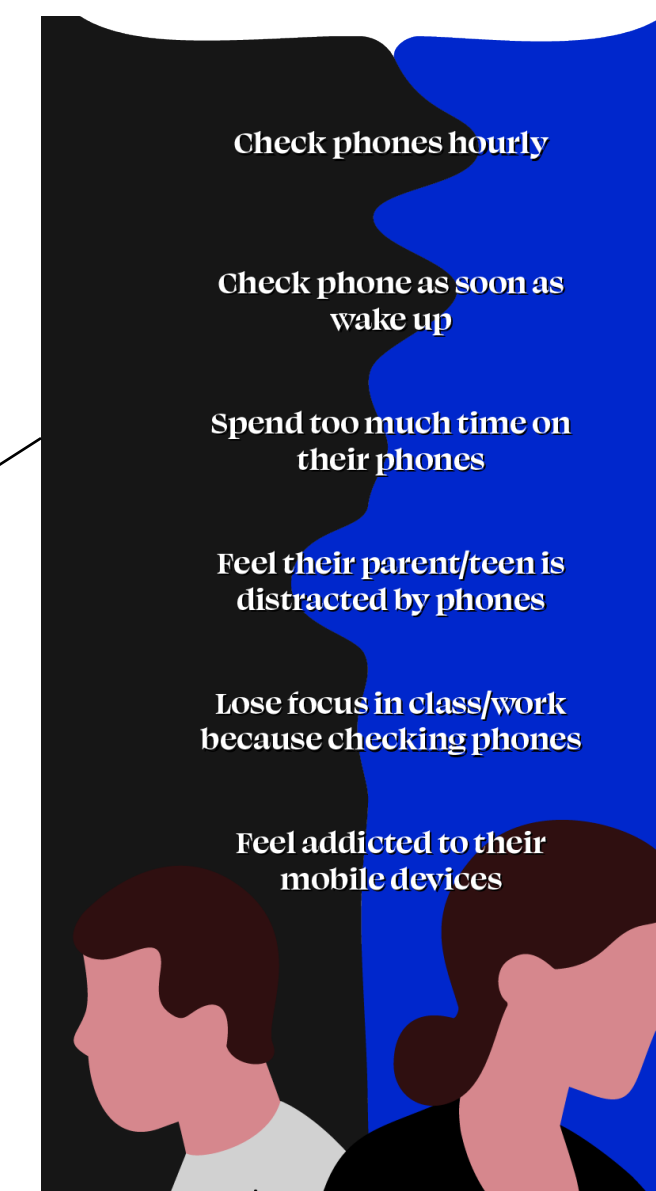 Check phones hourly
Check phone as soon as
wake up
Spend too much time on
their phones
Feel their parent/teen is
distracted by phones
Lose focus in class/work
because checking phones
Feel addicted to their
mobile devices